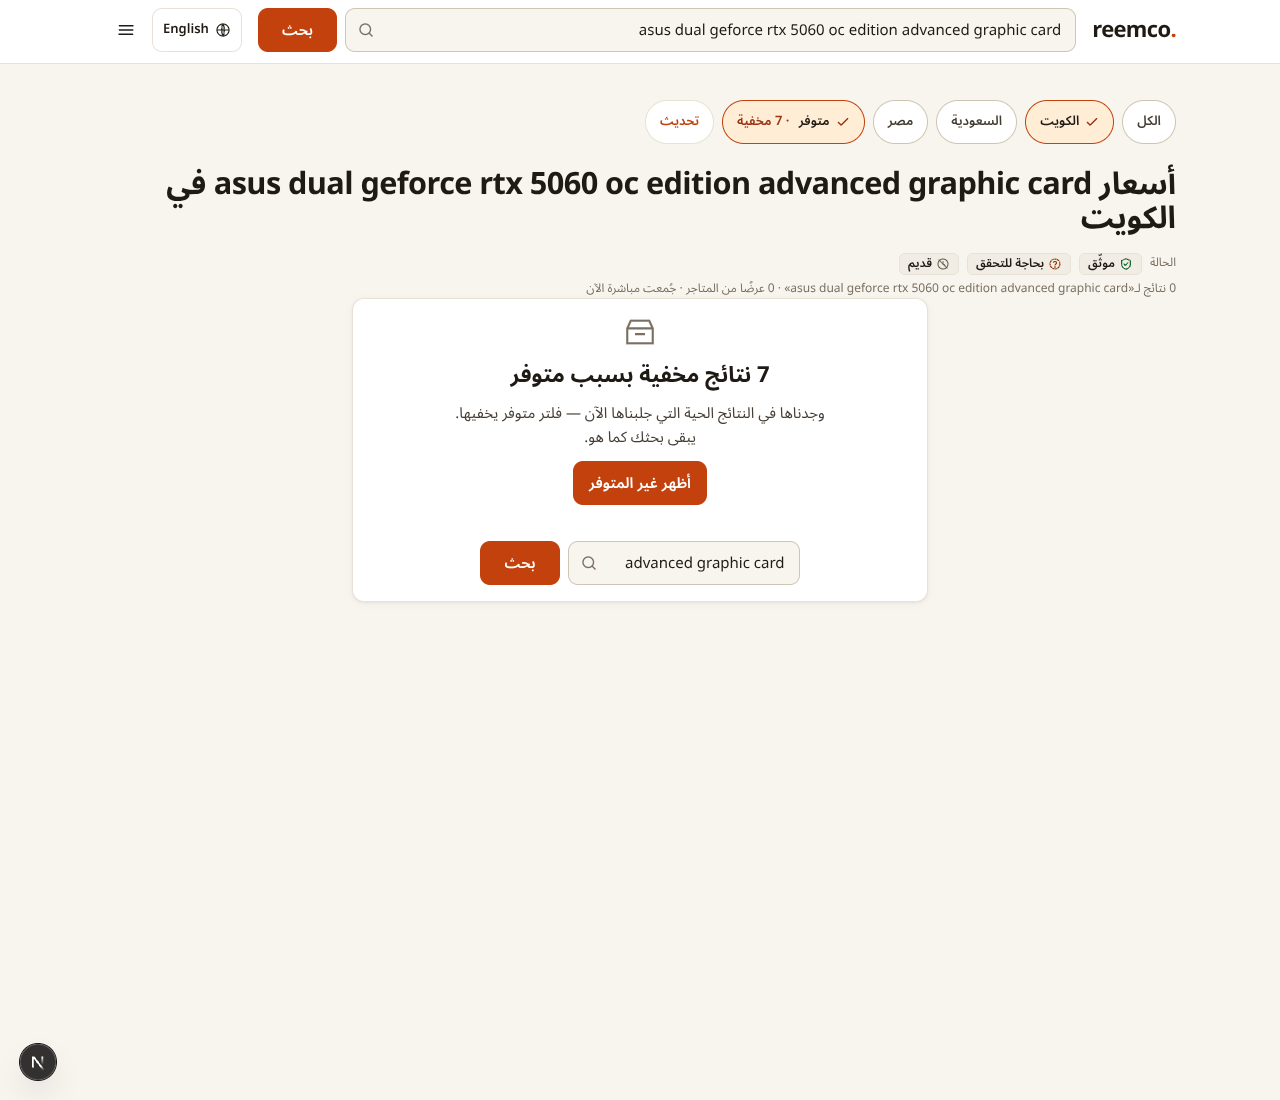 reemco.
asus dual geforce rtx 5060 oc edition advanced graphic card
بحث
English
الكل
الكويت
السعودية
مصر
متوفر · 7 مخفية
تحديث
أسعار asus dual geforce rtx 5060 oc edition advanced graphic card في
الكويت
الحالة
موثّق
بحاجة للتحقق
قديم
0 نتائج لـ«asus dual geforce rtx 5060 oc edition advanced graphic card» · 0 عرضًا من المتاجر · جُمعت مباشرة الآن
7 نتائج مخفية بسبب متوفر
وجدناها في النتائج الحية التي جلبناها الآن — فلتر متوفر يخفيها.
يبقى بحثك كما هو.
أظهر غير المتوفر
advanced graphic card
بحث
N